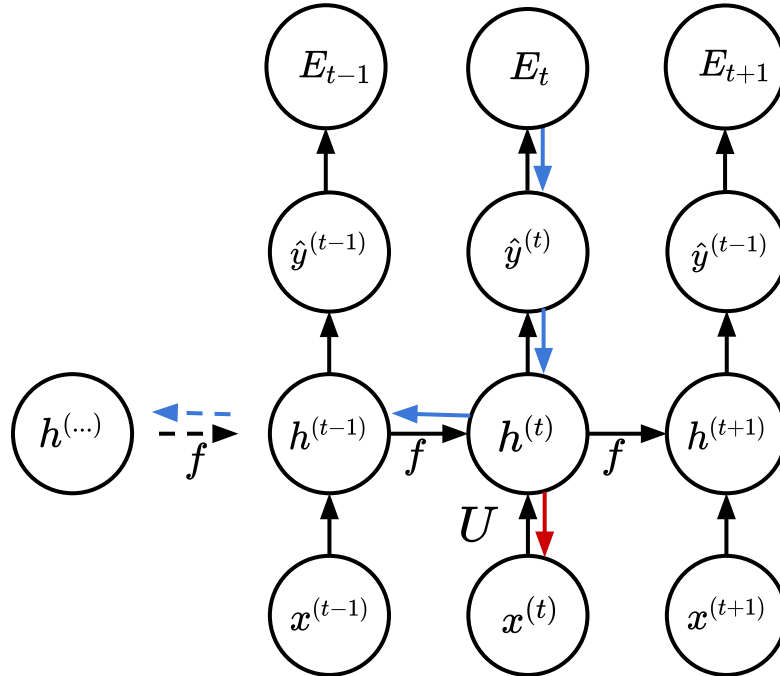 E_{t−1} E_t E_{t+1}
ŷ^{(t−1)} ŷ^{(t)} ŷ^{(t−1)}
h^{(...)} f h^{(t−1)} f h^{(t)} f h^{(t+1)}
U
x^{(t−1)} x^{(t)} x^{(t+1)}